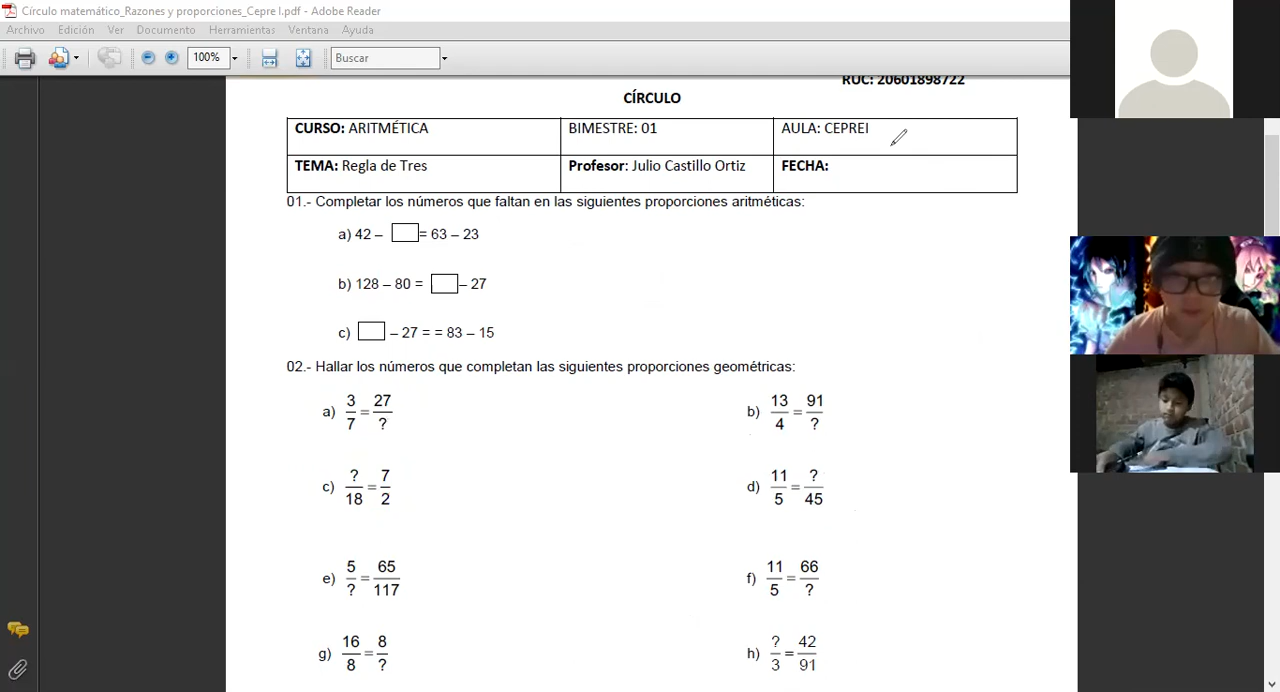 Círculo matemático_Razones y proporciones_Cepre I.pdf - Adobe Reader
Archivo Edición Ver Documento Herramientas Ventana Ayuda
100% Buscar
RUC: 20601898722
CÍRCULO
CURSO: ARITMÉTICA BIMESTRE: 01 AULA: CEPREI
TEMA: Regla de Tres Profesor: Julio Castillo Ortiz FECHA:
01.- Completar los números que faltan en las siguientes proporciones aritméticas:
a) 42 – = 63 – 23
b) 128 – 80 = – 27
c) – 27 = = 83 – 15
02.- Hallar los números que completan las siguientes proporciones geométricas:
a) 3/7 = 27/? b) 13/4 = 91/?
c) ?/18 = 7/2 d) 11/5 = ?/45
e) 5/? = 65/117 f) 11/5 = 66/?
g) 16/8 = 8/? h) ?/3 = 42/91